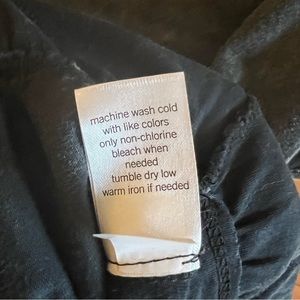 machine wash cold
with like colors
only non-chlorine
bleach when
needed
tumble dry low
warm iron if needed